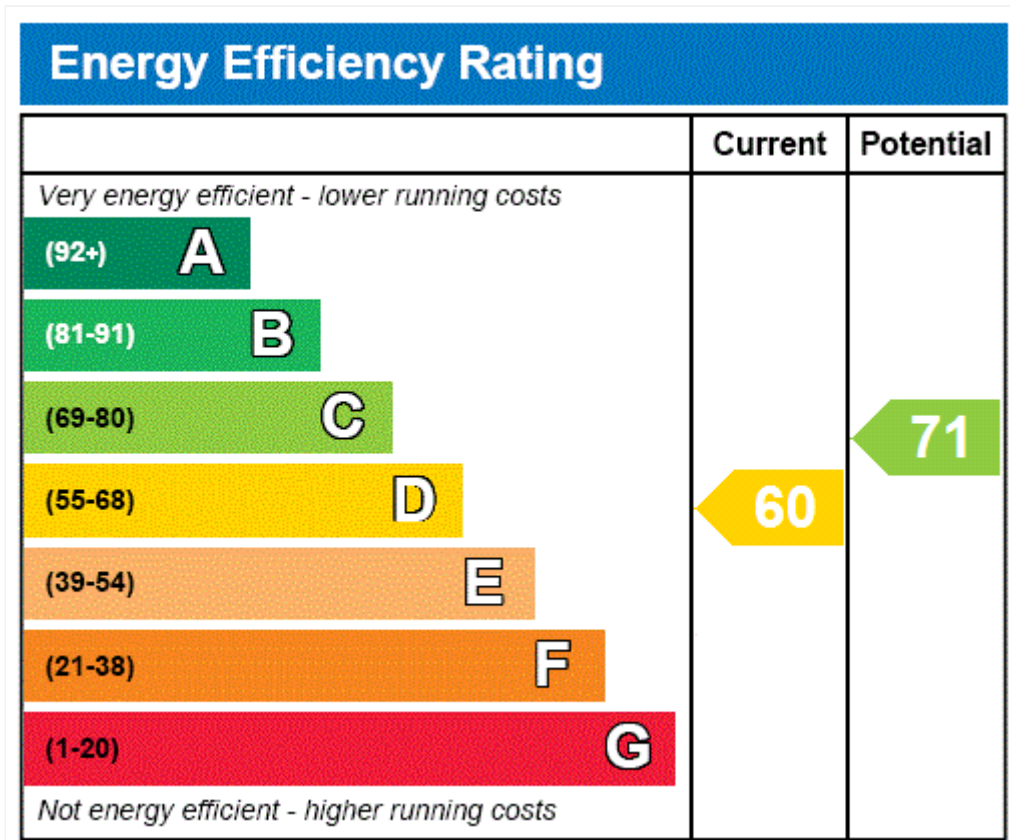 Energy Efficiency Rating
Current Potential
Very energy efficient - lower running costs
(92+) A
(81-91) B
(69-80) C
71
(55-68) D
60
(39-54) E
(21-38) F
(1-20) G
Not energy efficient - higher running costs